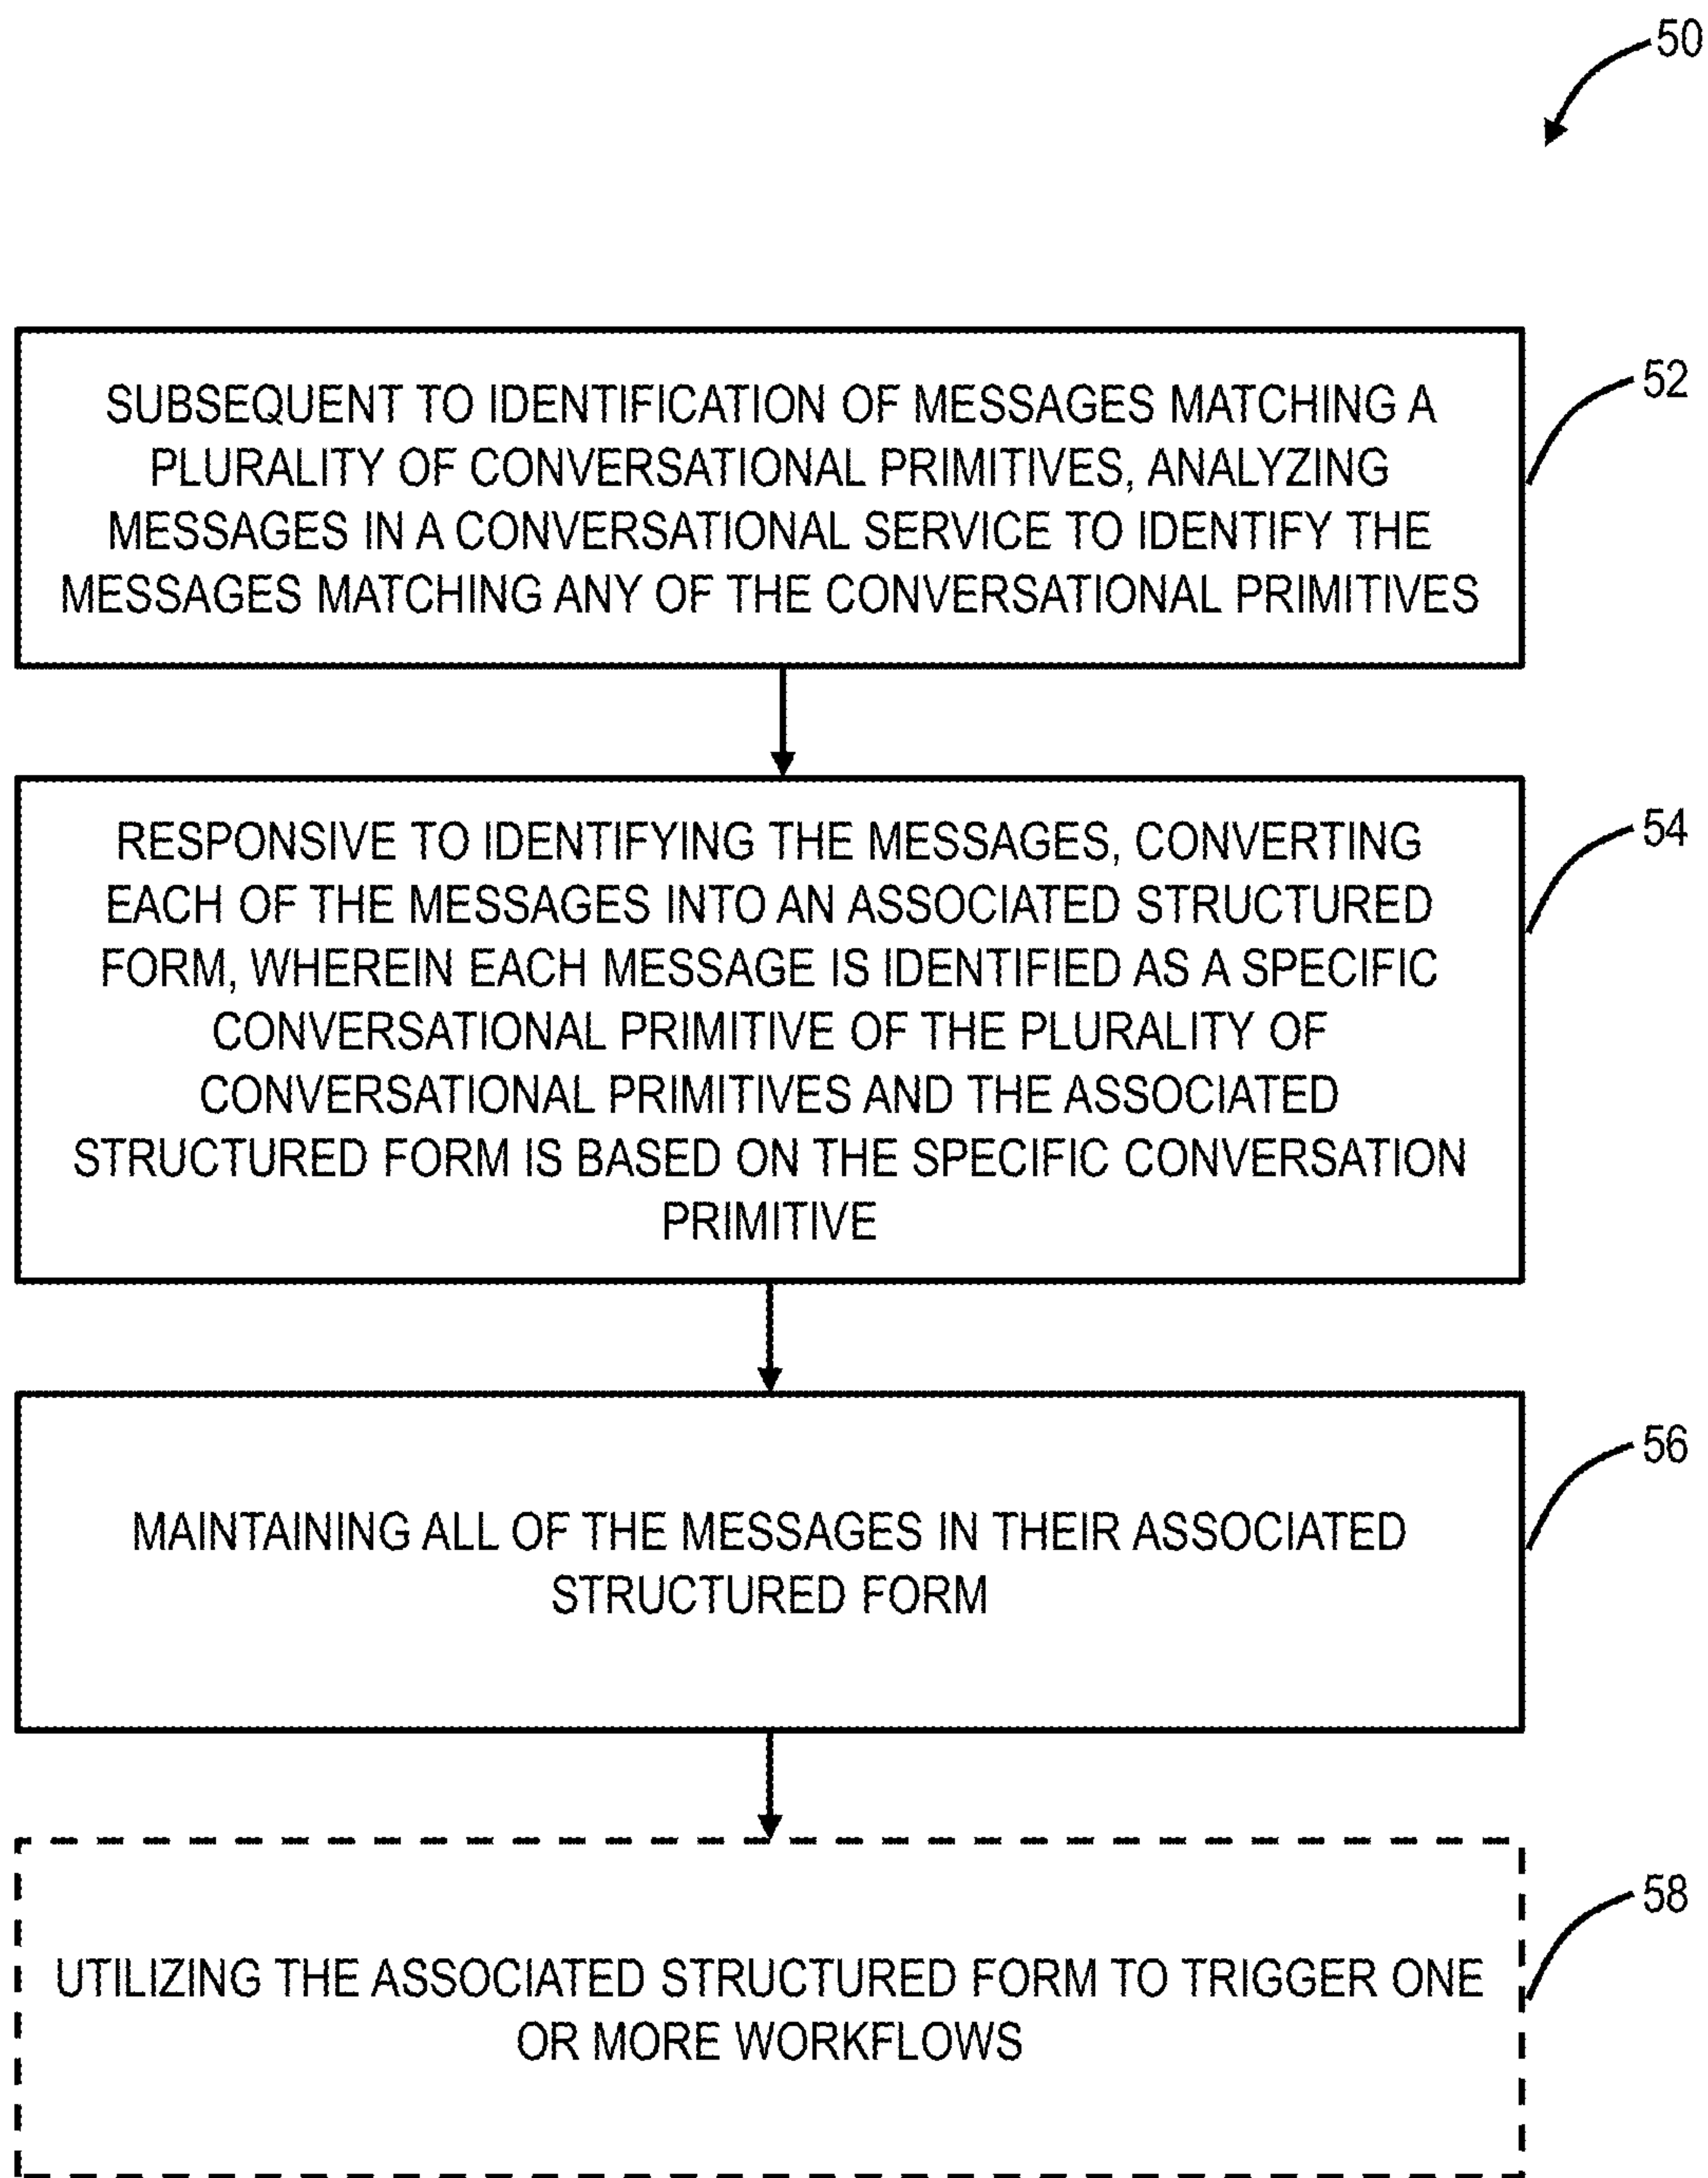 50
SUBSEQUENT TO IDENTIFICATION OF MESSAGES MATCHING A
PLURALITY OF CONVERSATIONAL PRIMITIVES, ANALYZING
MESSAGES IN A CONVERSATIONAL SERVICE TO IDENTIFY THE
MESSAGES MATCHING ANY OF THE CONVERSATIONAL PRIMITIVES
52
RESPONSIVE TO IDENTIFYING THE MESSAGES, CONVERTING
EACH OF THE MESSAGES INTO AN ASSOCIATED STRUCTURED
FORM, WHEREIN EACH MESSAGE IS IDENTIFIED AS A SPECIFIC
CONVERSATIONAL PRIMITIVE OF THE PLURALITY OF
CONVERSATIONAL PRIMITIVES AND THE ASSOCIATED
STRUCTURED FORM IS BASED ON THE SPECIFIC CONVERSATION
PRIMITIVE
54
MAINTAINING ALL OF THE MESSAGES IN THEIR ASSOCIATED
STRUCTURED FORM
56
UTILIZING THE ASSOCIATED STRUCTURED FORM TO TRIGGER ONE
OR MORE WORKFLOWS
58